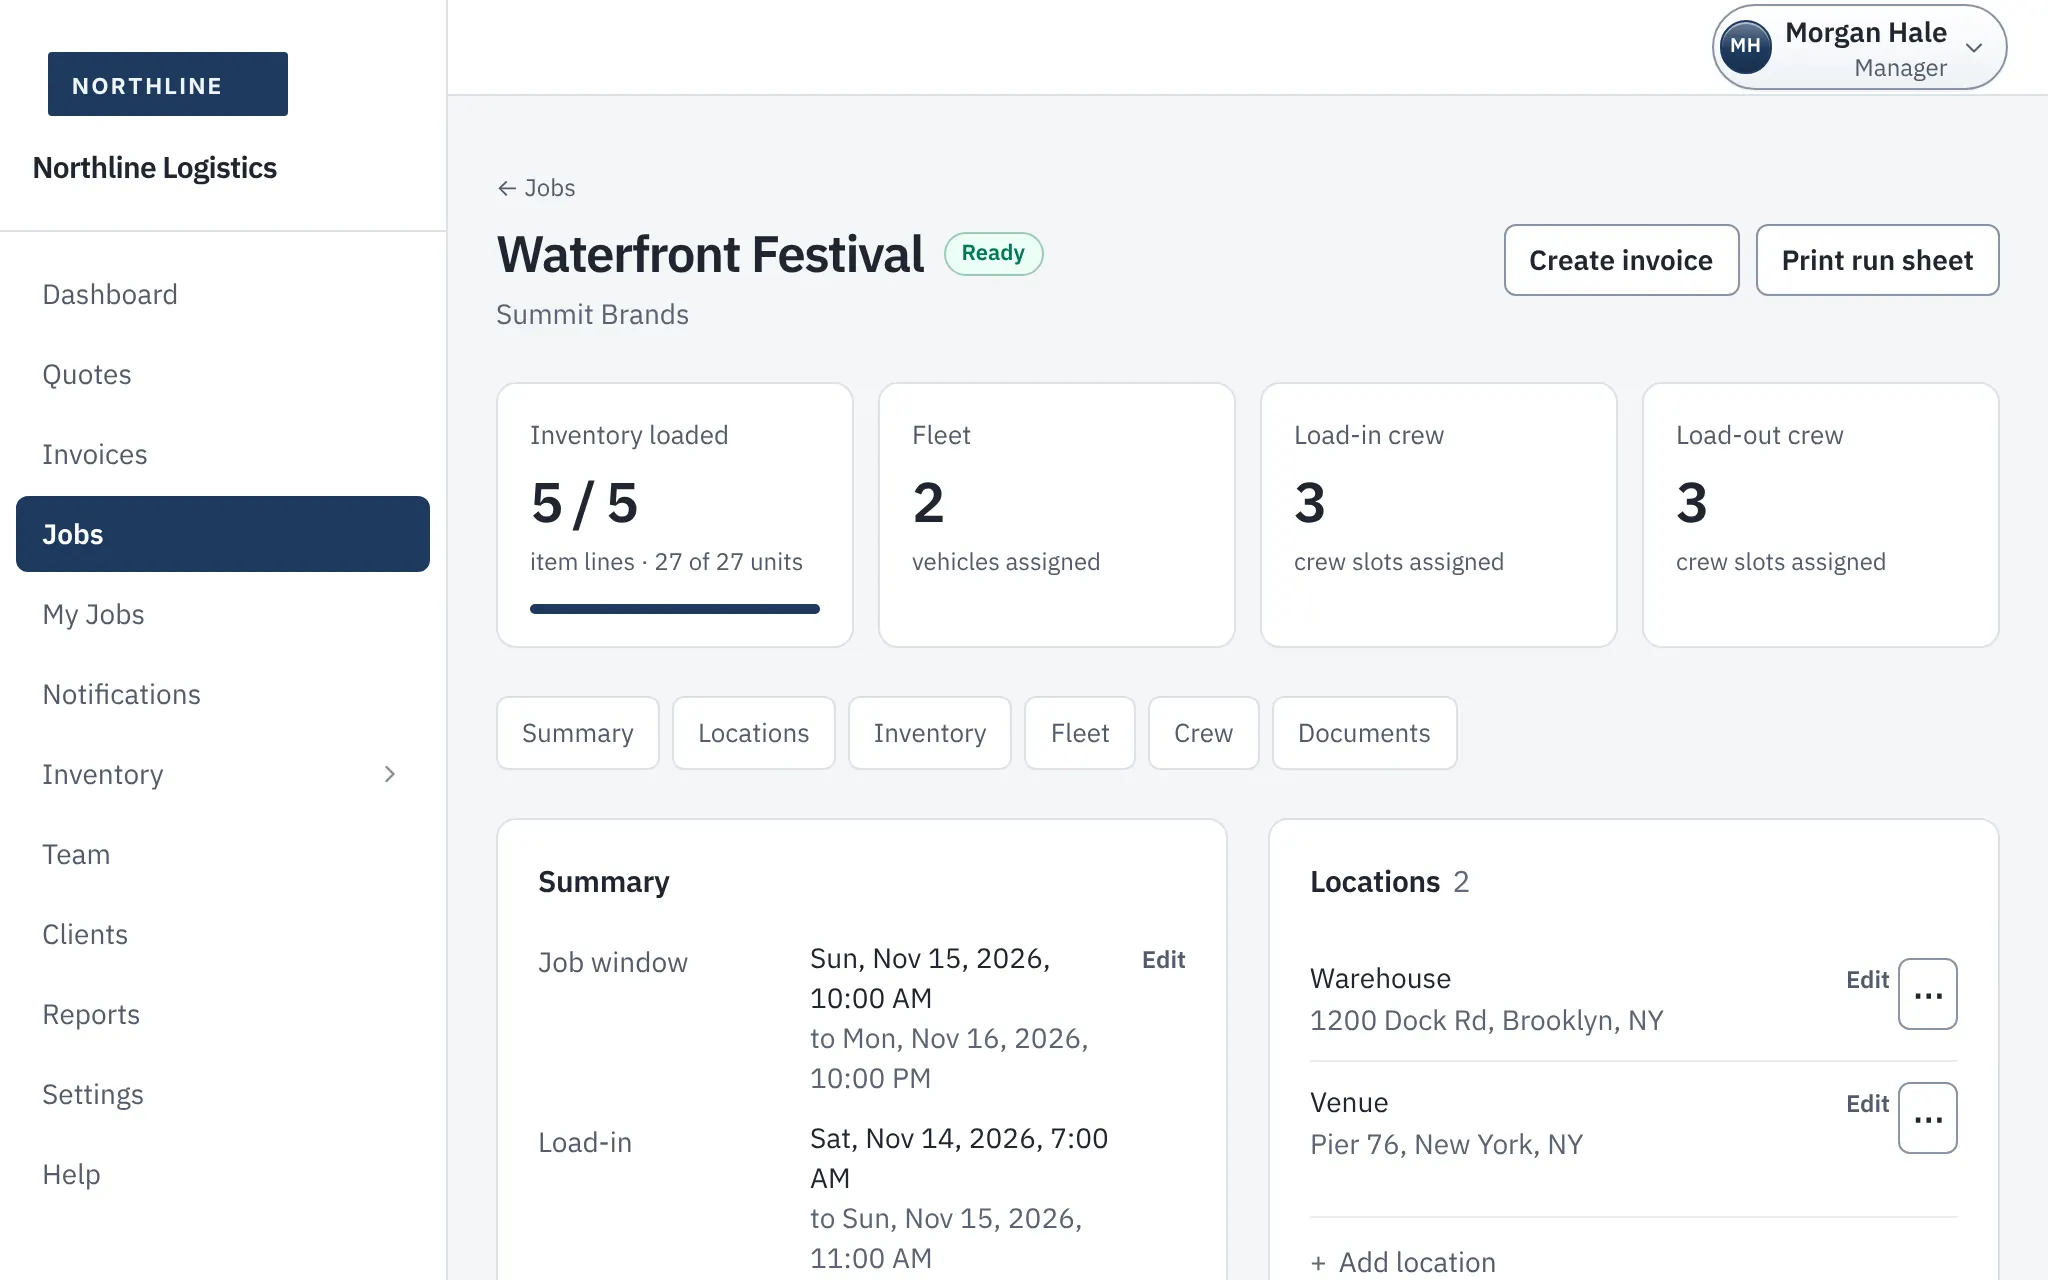 NORTHLINE
Northline Logistics
Dashboard
Quotes
Invoices
Jobs
My Jobs
Notifications
Inventory
Team
Clients
Reports
Settings
Help
MH
Morgan Hale
Manager
← Jobs
Waterfront Festival
Ready
Summit Brands
Create invoice
Print run sheet
Inventory loaded
5 / 5
item lines · 27 of 27 units
Fleet
2
vehicles assigned
Load-in crew
3
crew slots assigned
Load-out crew
3
crew slots assigned
Summary
Locations
Inventory
Fleet
Crew
Documents
Summary
Job window
Sun, Nov 15, 2026,
10:00 AM
to Mon, Nov 16, 2026,
10:00 PM
Edit
Load-in
Sat, Nov 14, 2026, 7:00
AM
to Sun, Nov 15, 2026,
11:00 AM
Locations 2
Warehouse
1200 Dock Rd, Brooklyn, NY
Edit
...
Venue
Pier 76, New York, NY
Edit
...
+ Add location